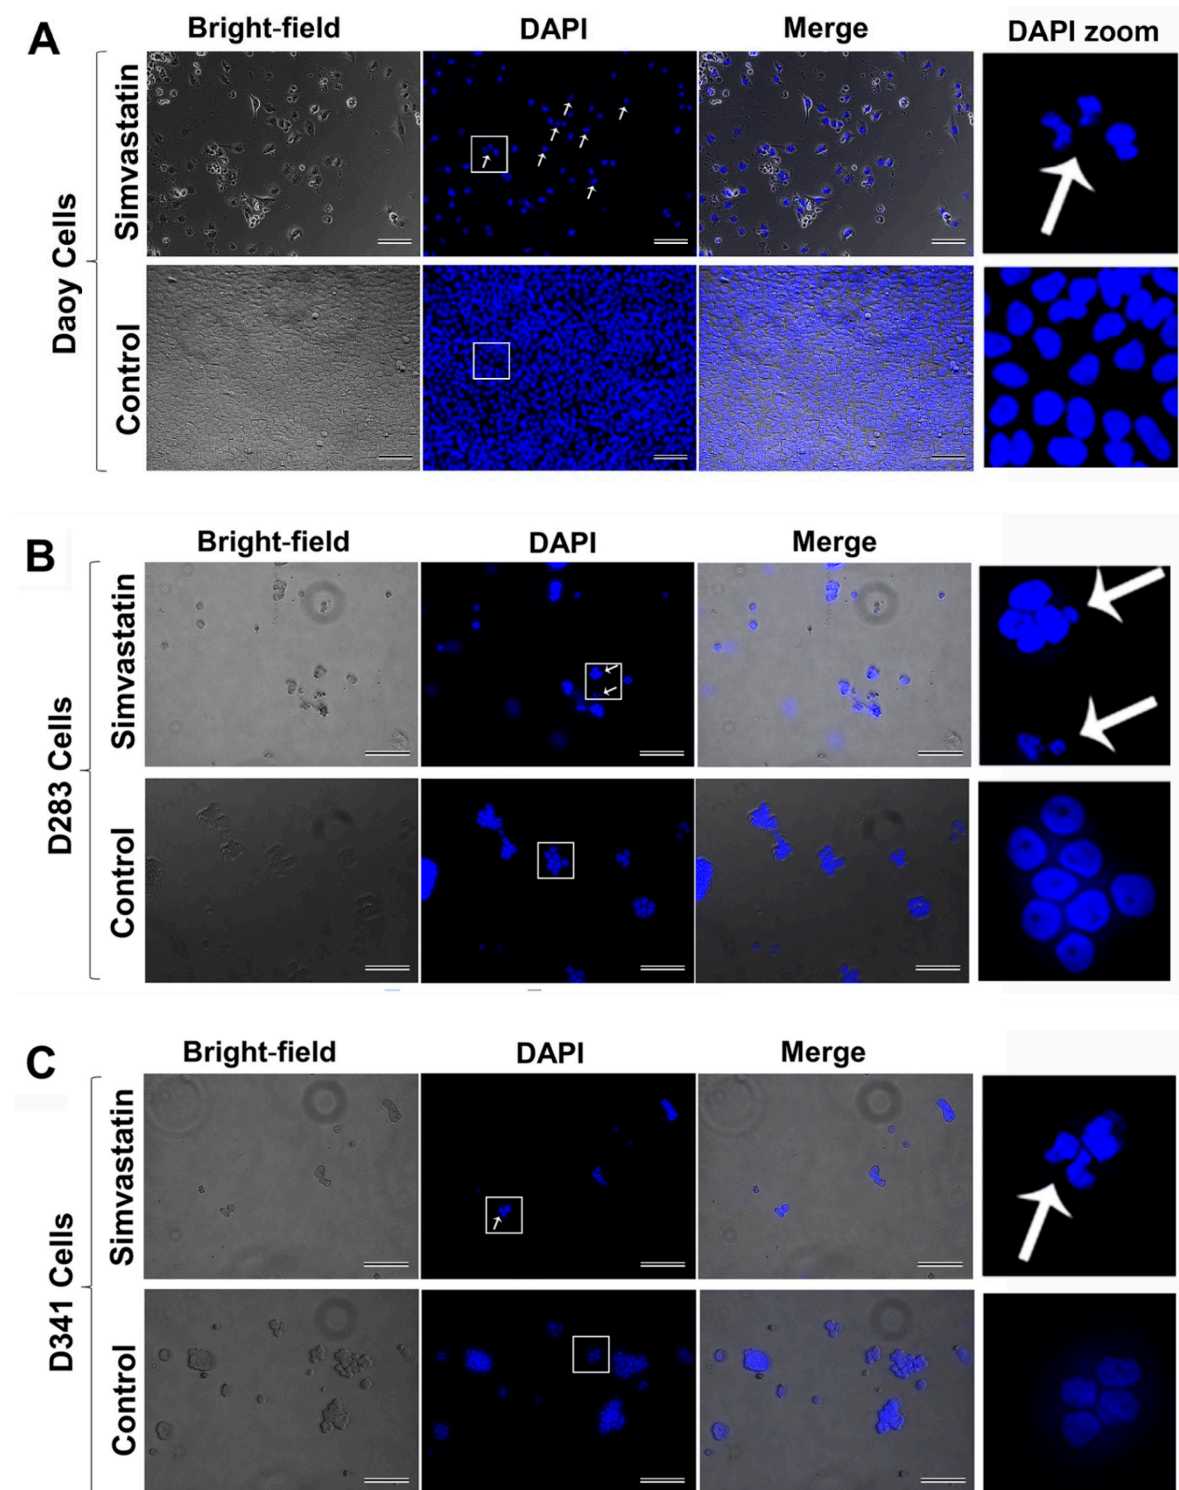 A
Bright-field
DAPI
Merge
DAPI zoom
Daoy Cells
Simvastatin
Control
B
Bright-field
DAPI
Merge
D283 Cells
Simvastatin
Control
C
Bright-field
DAPI
Merge
D341 Cells
Simvastatin
Control